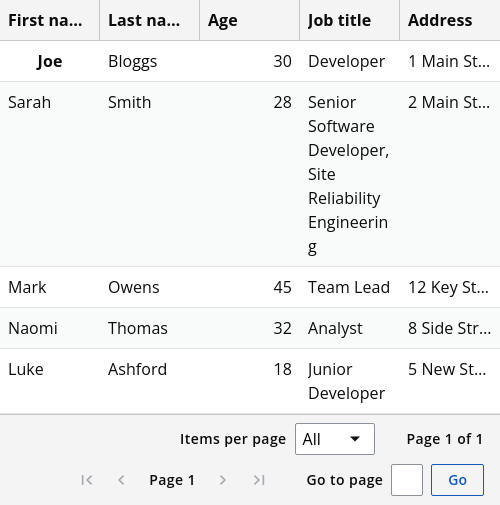 First na... Last na... Age Job title Address
Joe Bloggs 30 Developer 1 Main St...
Sarah Smith 28 Senior 2 Main St...
Software
Developer,
Site
Reliability
Engineerin
g
Mark Owens 45 Team Lead 12 Key St...
Naomi Thomas 32 Analyst 8 Side Str...
Luke Ashford 18 Junior 5 New St...
Developer
Items per page All Page 1 of 1
Page 1 Go to page Go